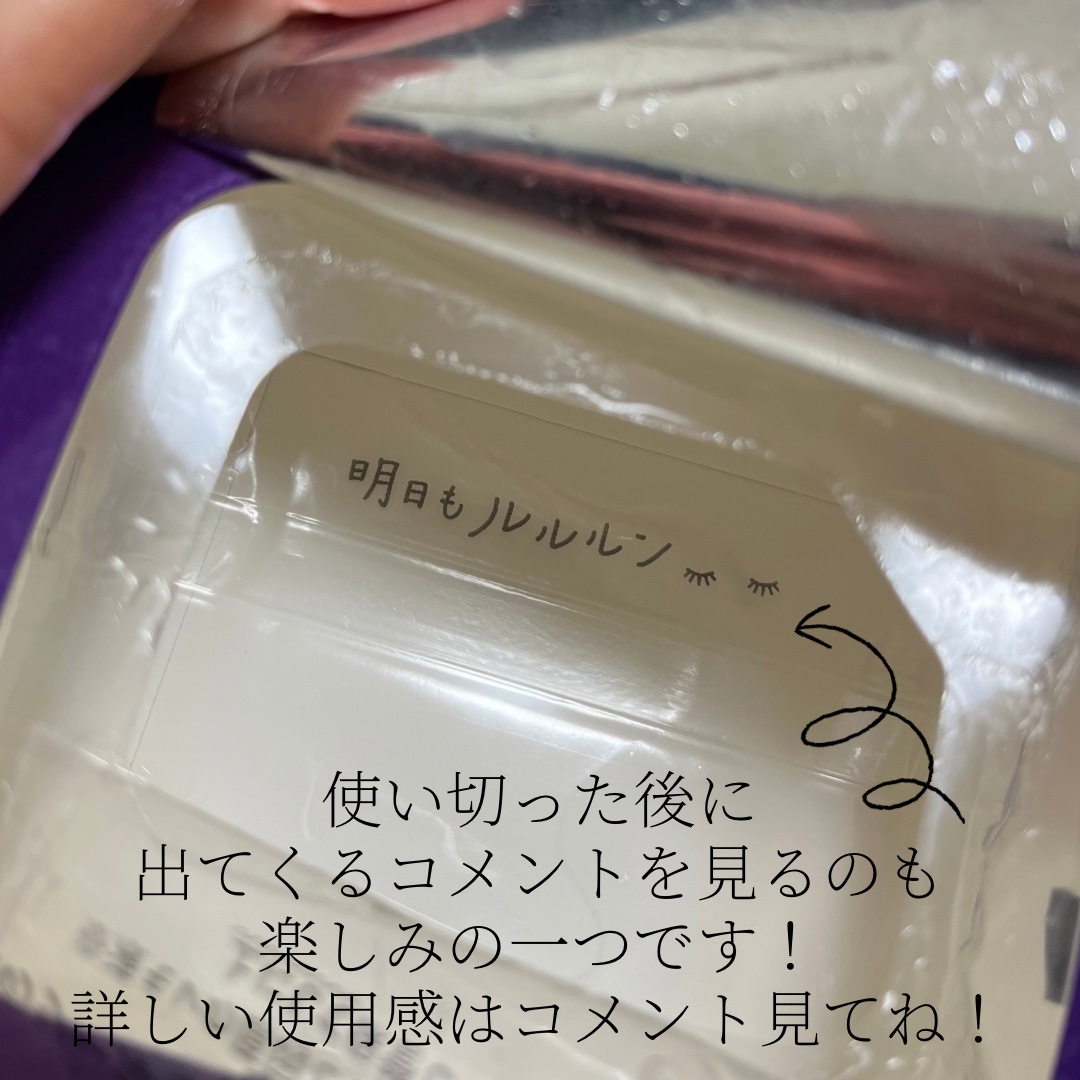 明日もルルルン
使い切った後に
出てくるコメントを見るのも
楽しみの一つです！
詳しい使用感はコメント見てね！